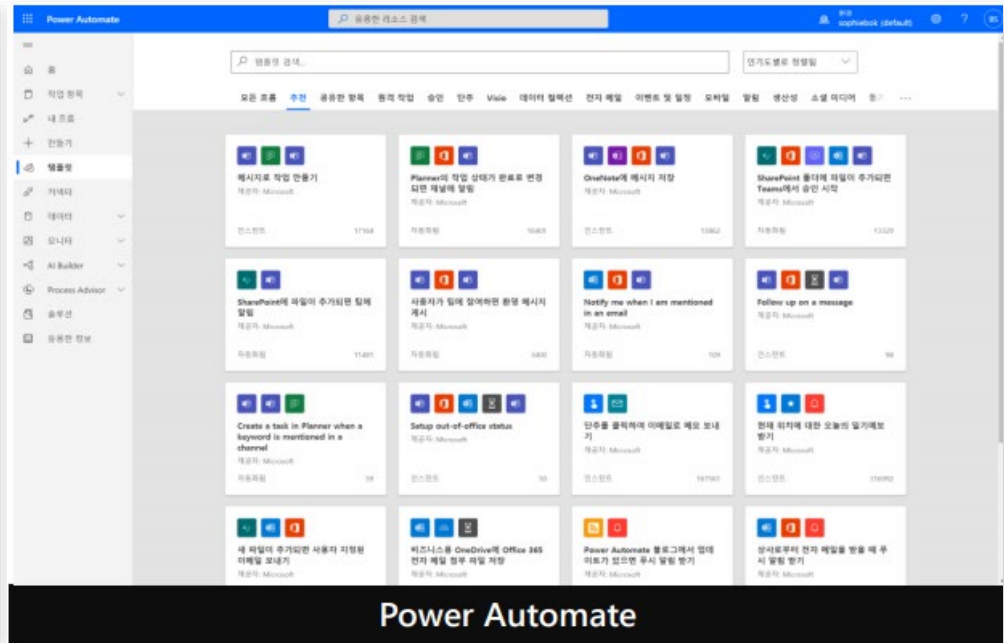 Power Automate
유용한 리소스 검색
환경
sophiebok (default)
?
BS
홈
작업 항목
내 흐름
만들기
템플릿
커넥터
데이터
모니터
AI Builder
Process Advisor
솔루션
유용한 정보
템플릿 검색...
인기도별로 정렬됨
모든 흐름 추천 공유한 항목 원격 작업 승인 단추 Visio 데이터 컬렉션 전자 메일 이벤트 및 일정 모바일 알림 생산성 소셜 미디어 ...
메시지로 작업 만들기
제공자: Microsoft
인스턴트 17164
Planner의 작업 상태가 완료로 변경
되면 채널에 알림
제공자: Microsoft
자동화됨
OneNote에 메시지 저장
제공자: Microsoft
인스턴트
SharePoint 폴더에 파일이 추가되면
Teams에서 승인 시작
제공자: Microsoft
자동화됨 13320
SharePoint에 파일이 추가되면 팀에
알림
제공자: Microsoft
자동화됨 11401
사용자가 팀에 참여하면 환영 메시지
게시
제공자: Microsoft
자동화됨
Notify me when I am mentioned
in an email
제공자: Microsoft
자동화됨 109
Follow up on a message
제공자: Microsoft
인스턴트 98
Create a task in Planner when a
keyword is mentioned in a
channel
제공자: Microsoft
자동화됨 59
Setup out-of-office status
제공자: Microsoft
인스턴트 50
단추를 클릭하여 이메일로 메모 보내
기
제공자: Microsoft
인스턴트 167561
현재 위치에 대한 오늘의 일기예보
받기
제공자: Microsoft
인스턴트 316992
새 파일이 추가되면 사용자 지정된
이메일 보내기
제공자: Microsoft
비즈니스용 OneDrive에 Office 365
전자 메일 첨부 파일 저장
제공자: Microsoft
Power Automate 블로그에서 업데
이트가 있으면 푸시 알림 받기
제공자: Microsoft
상사로부터 전자 메일을 받을 때 푸
시 알림 받기
제공자: Microsoft
Power Automate